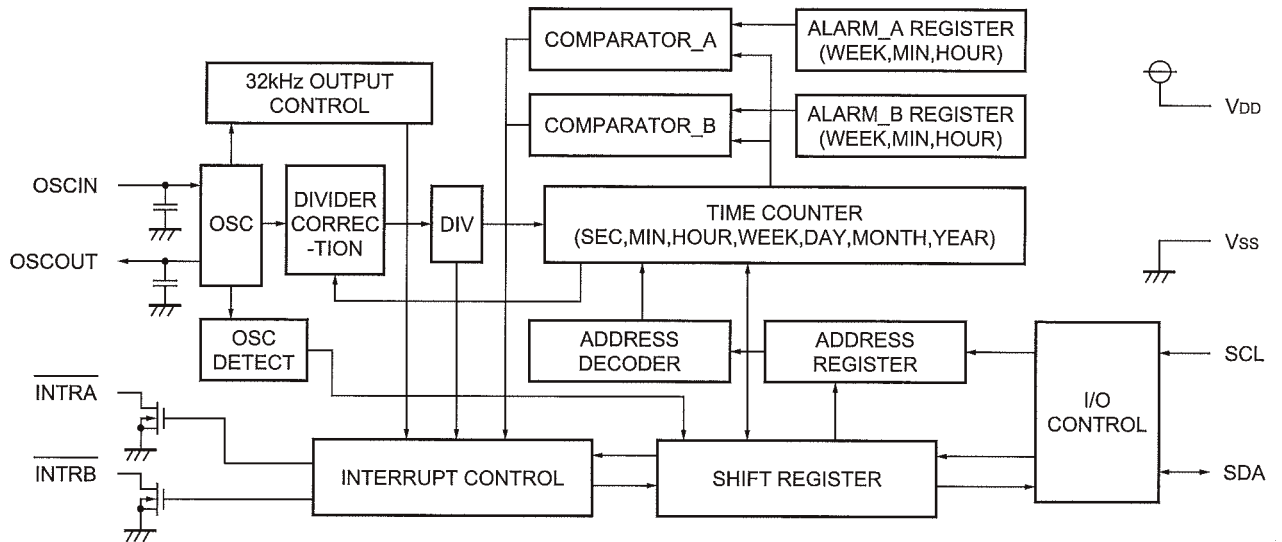 COMPARATOR_A
ALARM_A REGISTER
(WEEK,MIN,HOUR)
32kHz OUTPUT
CONTROL
COMPARATOR_B
ALARM_B REGISTER
(WEEK,MIN,HOUR)
VDD
OSCIN
OSC
DIVIDER
CORREC
-TION
DIV
TIME COUNTER
(SEC,MIN,HOUR,WEEK,DAY,MONTH,YEAR)
OSCOUT
VSS
OSC
DETECT
ADDRESS
DECODER
ADDRESS
REGISTER
I/O
CONTROL
SCL
INTRA
INTRB
INTERRUPT CONTROL
SHIFT REGISTER
SDA